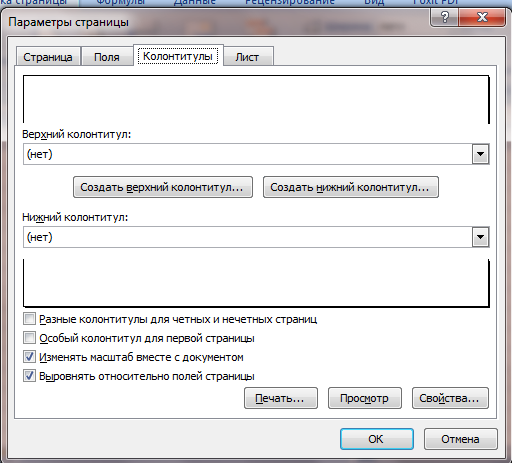 ка страницы Формулы Данные Рецензирование Вид Foxit PDF
Параметры страницы
Страница Поля Колонтитулы Лист
Верхний колонтитул:
(нет)
Создать верхний колонтитул... Создать нижний колонтитул...
Нижний колонтитул:
(нет)
Разные колонтитулы для четных и нечетных страниц
Особый колонтитул для первой страницы
Изменять масштаб вместе с документом
Выровнять относительно полей страницы
Печать... Просмотр Свойства...
ОК Отмена